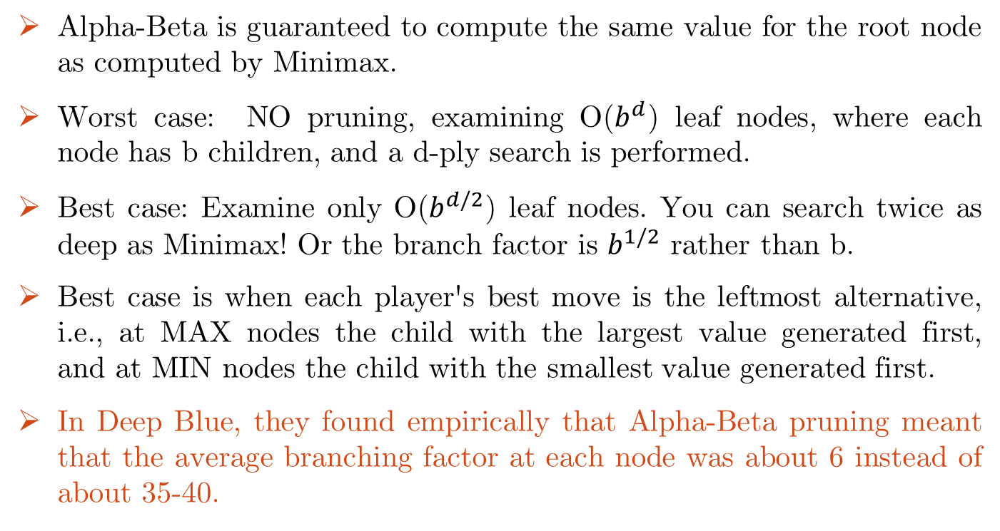 ➢ Alpha-Beta is guaranteed to compute the same value for the root node
as computed by Minimax.
➢ Worst case: NO pruning, examining O(b^d) leaf nodes, where each
node has b children, and a d-ply search is performed.
➢ Best case: Examine only O(b^{d/2}) leaf nodes. You can search twice as
deep as Minimax! Or the branch factor is b^{1/2} rather than b.
➢ Best case is when each player's best move is the leftmost alternative,
i.e., at MAX nodes the child with the largest value generated first,
and at MIN nodes the child with the smallest value generated first.
➢ In Deep Blue, they found empirically that Alpha-Beta pruning meant
that the average branching factor at each node was about 6 instead of
about 35-40.